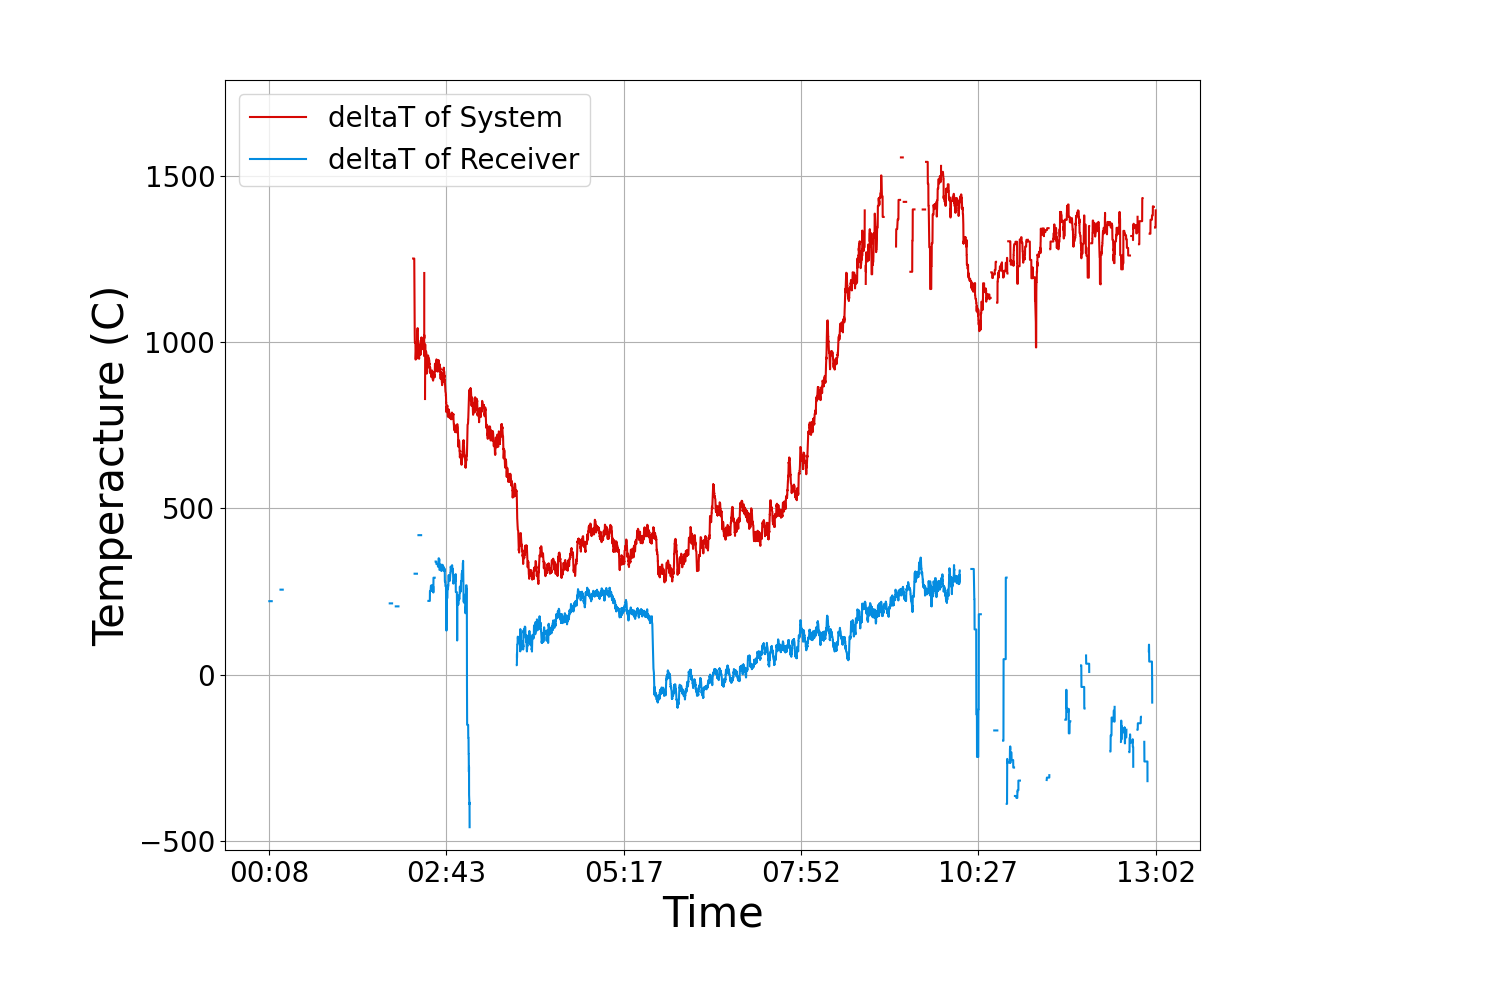 deltaT of System
deltaT of Receiver
Temperacture (C)
1500
1000
500
0
−500
00:08 02:43 05:17 07:52 10:27 13:02
Time